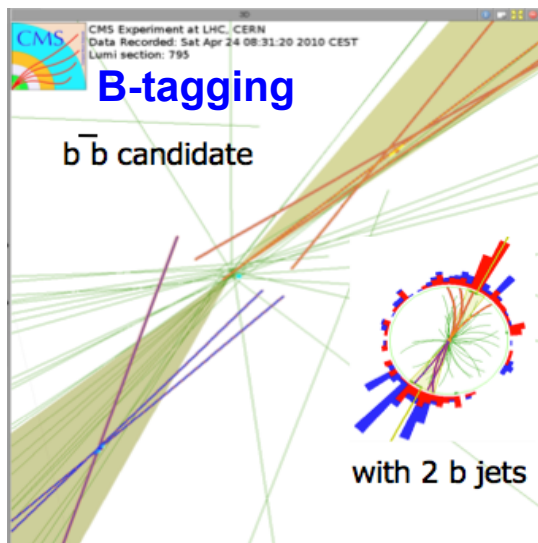 3D
CMS
CMS Experiment at LHC, CERN
Data Recorded: Sat Apr 24 08:31:20 2010 CEST
Lumi section: 795
B-tagging
b b̅ candidate
with 2 b jets